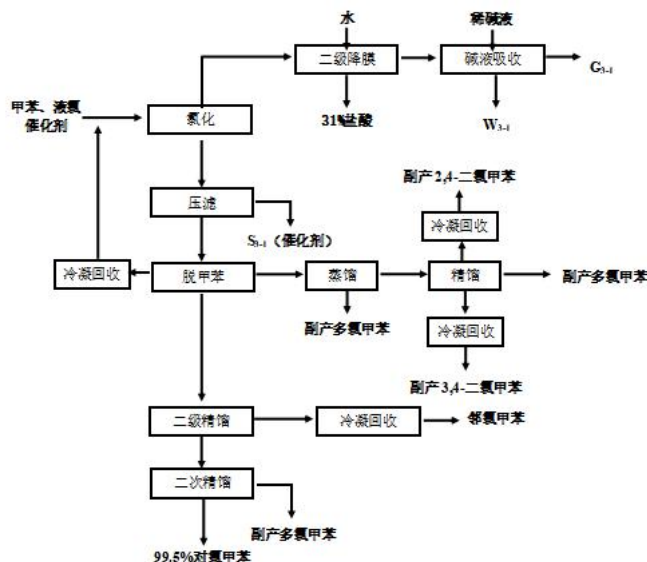 水
稀碱液
二级降膜
碱液吸收
G₃₋₁
甲苯、液氯
催化剂
氯化
31%盐酸
W₃₋₁
副产2,4-二氯甲苯
压滤
冷凝回收
S₃₋₁（催化剂）
冷凝回收
脱甲苯
蒸馏
精馏
副产多氯甲苯
副产多氯甲苯
冷凝回收
副产3,4-二氯甲苯
二级精馏
冷凝回收
邻氯甲苯
二次精馏
副产多氯甲苯
99.5%对氯甲苯